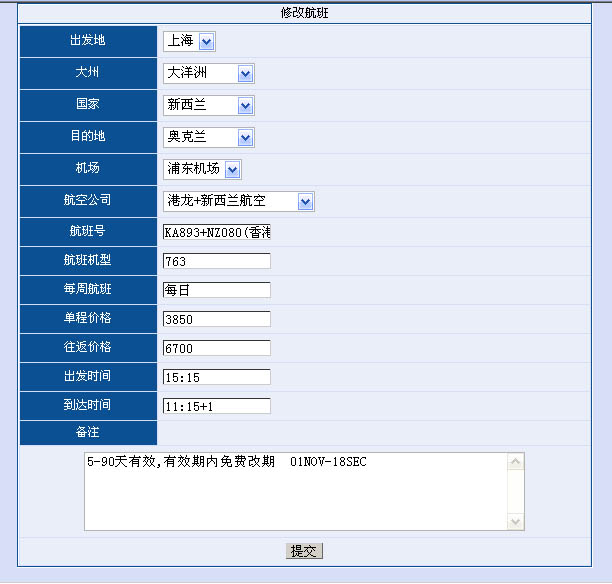 修改航班
出发地 上海
大州 大洋洲
国家 新西兰
目的地 奥克兰
机场 浦东机场
航空公司 港龙+新西兰航空
航班号 KA893+NZ080(香港
航班机型 763
每周航班 每日
单程价格 3850
往返价格 6700
出发时间 15:15
到达时间 11:15+1
备注
5-90天有效,有效期内免费改期 01NOV-18SEC
提交